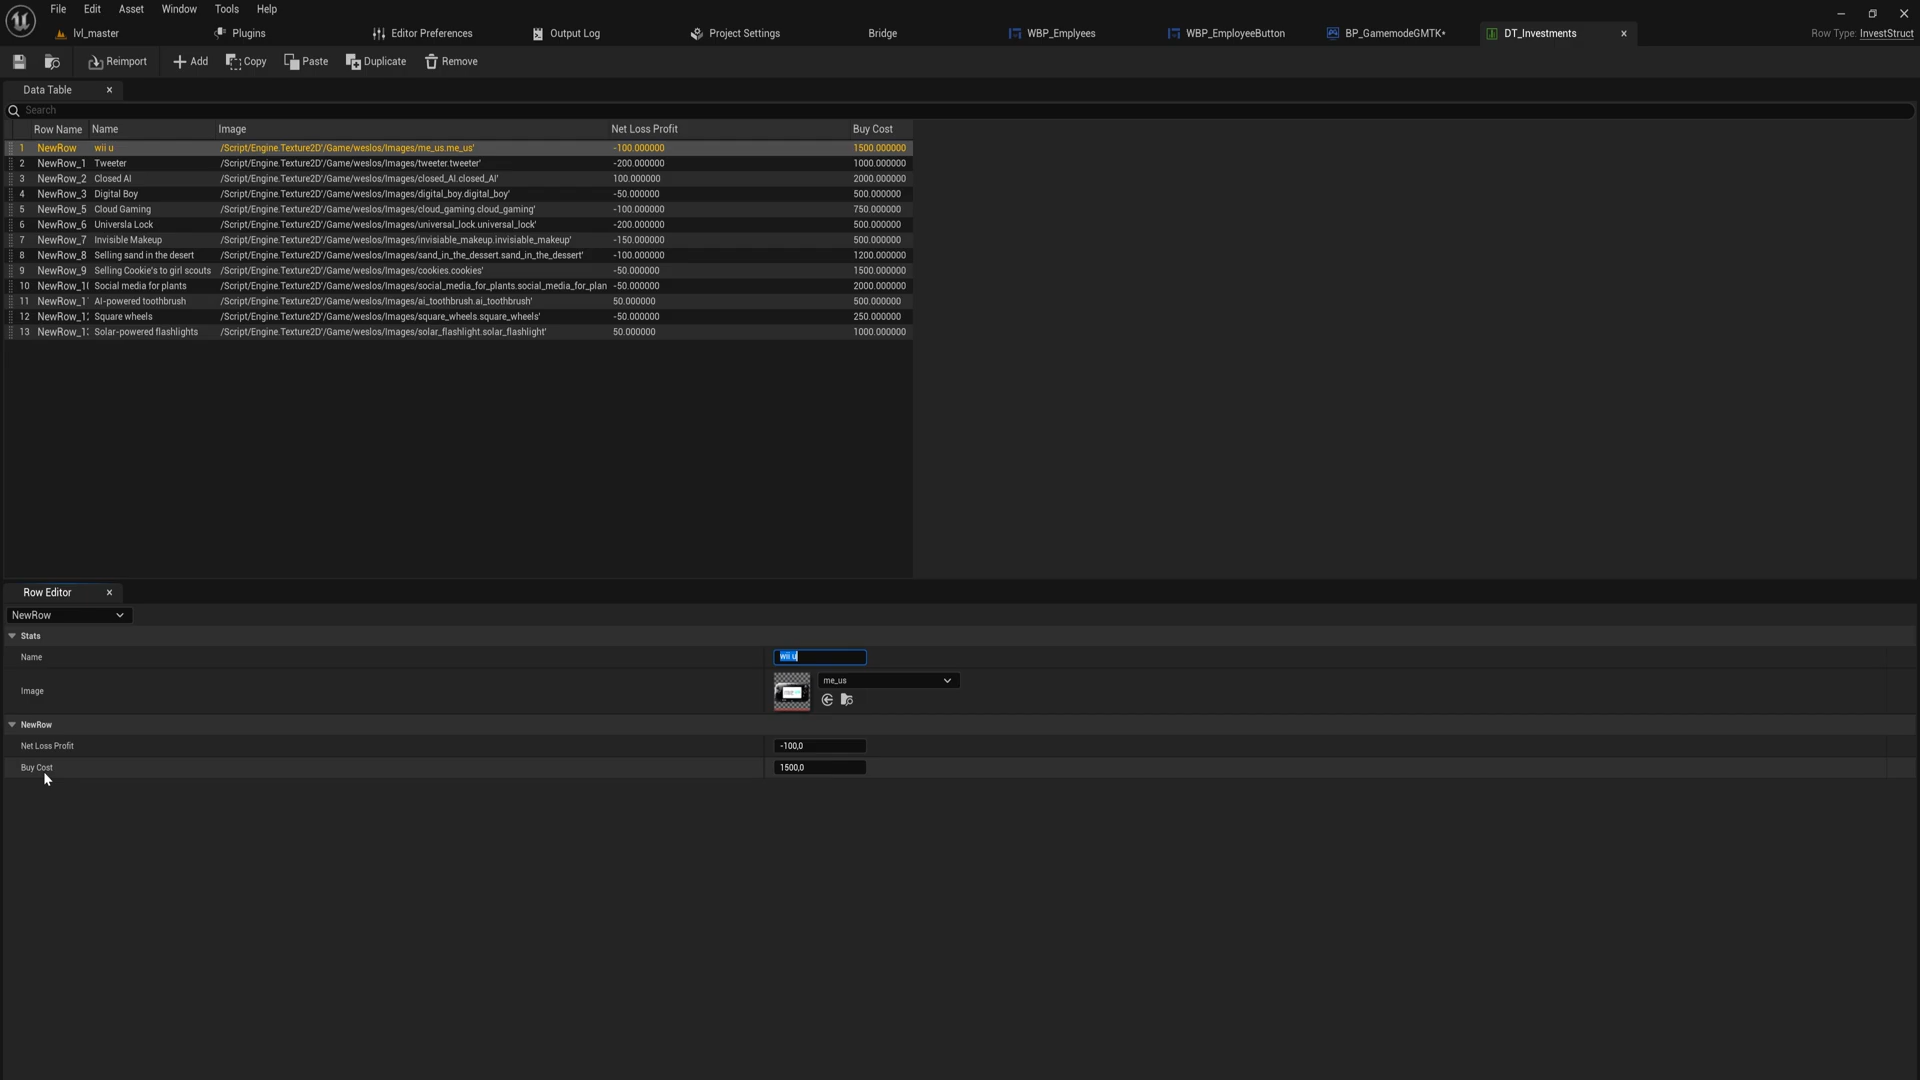 File Edit Asset Window Tools Help
lvl_master Plugins Editor Preferences Output Log Project Settings Bridge WBP_Emplyees WBP_EmployeeButton BP_GamemodeGMTK* DT_Investments Row Type: InvestStruct
Reimport Add Copy Paste Duplicate Remove
Data Table
Search
Row Name Name Image Net Loss Profit Buy Cost
1 NewRow wii u /Script/Engine.Texture2D'/Game/weslos/Images/me_us.me_us' -100.000000 1500.000000
2 NewRow_1 Tweeter /Script/Engine.Texture2D'/Game/weslos/Images/tweeter.tweeter' -200.000000 1000.000000
3 NewRow_2 Closed AI /Script/Engine.Texture2D'/Game/weslos/Images/closed_AI.closed_AI' 100.000000 2000.000000
4 NewRow_3 Digital Boy /Script/Engine.Texture2D'/Game/weslos/Images/digital_boy.digital_boy' -50.000000 500.000000
5 NewRow_5 Cloud Gaming /Script/Engine.Texture2D'/Game/weslos/Images/cloud_gaming.cloud_gaming' -100.000000 750.000000
6 NewRow_6 Universla Lock /Script/Engine.Texture2D'/Game/weslos/Images/universal_lock.universal_lock' -200.000000 500.000000
7 NewRow_7 Invisible Makeup /Script/Engine.Texture2D'/Game/weslos/Images/invisiable_makeup.invisiable_makeup' -150.000000 500.000000
8 NewRow_8 Selling sand in the desert /Script/Engine.Texture2D'/Game/weslos/Images/sand_in_the_dessert.sand_in_the_dessert' -100.000000 1200.000000
9 NewRow_9 Selling Cookie's to girl scouts /Script/Engine.Texture2D'/Game/weslos/Images/cookies.cookies' -50.000000 1500.000000
10 NewRow_1 Social media for plants /Script/Engine.Texture2D'/Game/weslos/Images/social_media_for_plants.social_media_for_plan -50.000000 2000.000000
11 NewRow_1 AI-powered toothbrush /Script/Engine.Texture2D'/Game/weslos/Images/ai_toothbrush.ai_toothbrush' 50.000000 500.000000
12 NewRow_1 Square wheels /Script/Engine.Texture2D'/Game/weslos/Images/square_wheels.square_wheels' -50.000000 250.000000
13 NewRow_1 Solar-powered flashlights /Script/Engine.Texture2D'/Game/weslos/Images/solar_flashlight.solar_flashlight' 50.000000 1000.000000
Row Editor
NewRow
Stats
Name wii u
Image me_us
NewRow
Net Loss Profit -100,0
Buy Cost 1500,0